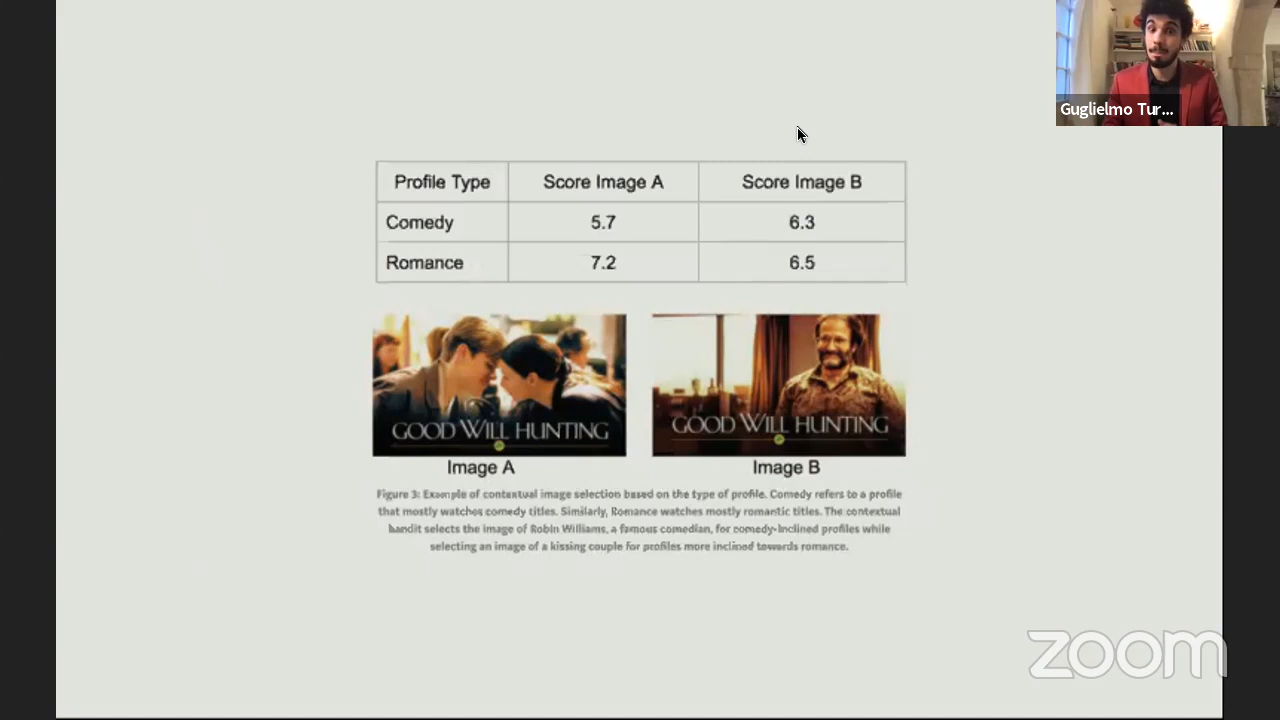 Guglielmo Tur...
Profile Type Score Image A Score Image B
Comedy 5.7 6.3
Romance 7.2 6.5
GOOD WILL HUNTING GOOD WILL HUNTING
Image A Image B
Figure 3: Example of contextual image selection based on the type of profile. Comedy refers to a profile
that mostly watches comedy titles. Similarly, Romance watches mostly romantic titles. The contextual
bandit selects the image of Robin Williams, a famous comedian, for comedy-inclined profiles while
selecting an image of a kissing couple for profiles more inclined towards romance.
zoom